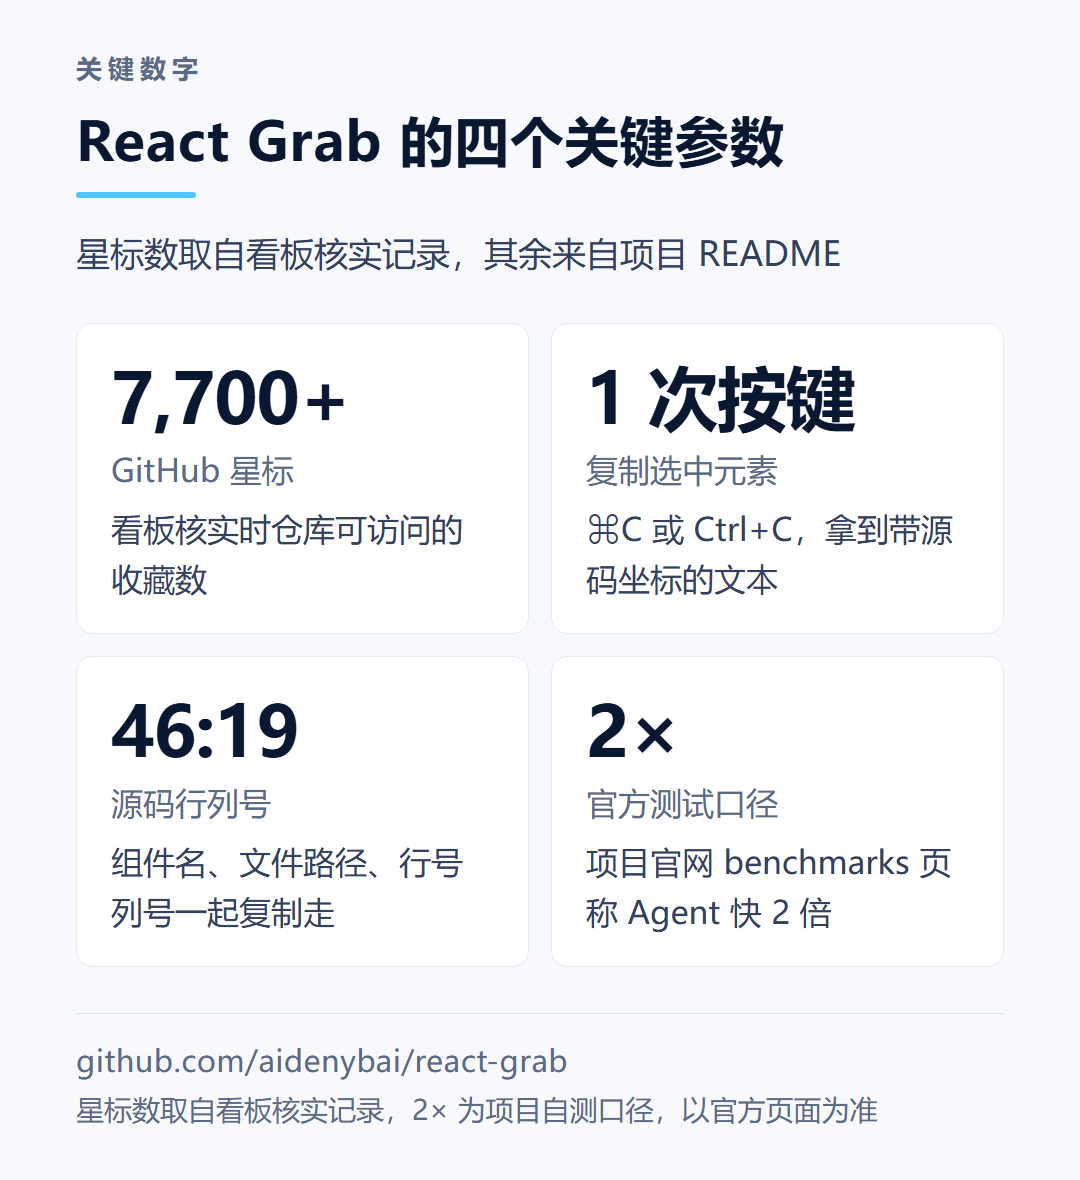 关键数字
React Grab 的四个关键参数
星标数取自看板核实记录，其余来自项目 README
7,700+
GitHub 星标
看板核实时仓库可访问的
收藏数
1 次按键
复制选中元素
⌘C 或 Ctrl+C，拿到带源
码坐标的文本
46:19
源码行列号
组件名、文件路径、行号
列号一起复制走
2×
官方测试口径
项目官网 benchmarks 页
称 Agent 快 2 倍
github.com/aidenybai/react-grab
星标数取自看板核实记录，2× 为项目自测口径，以官方页面为准